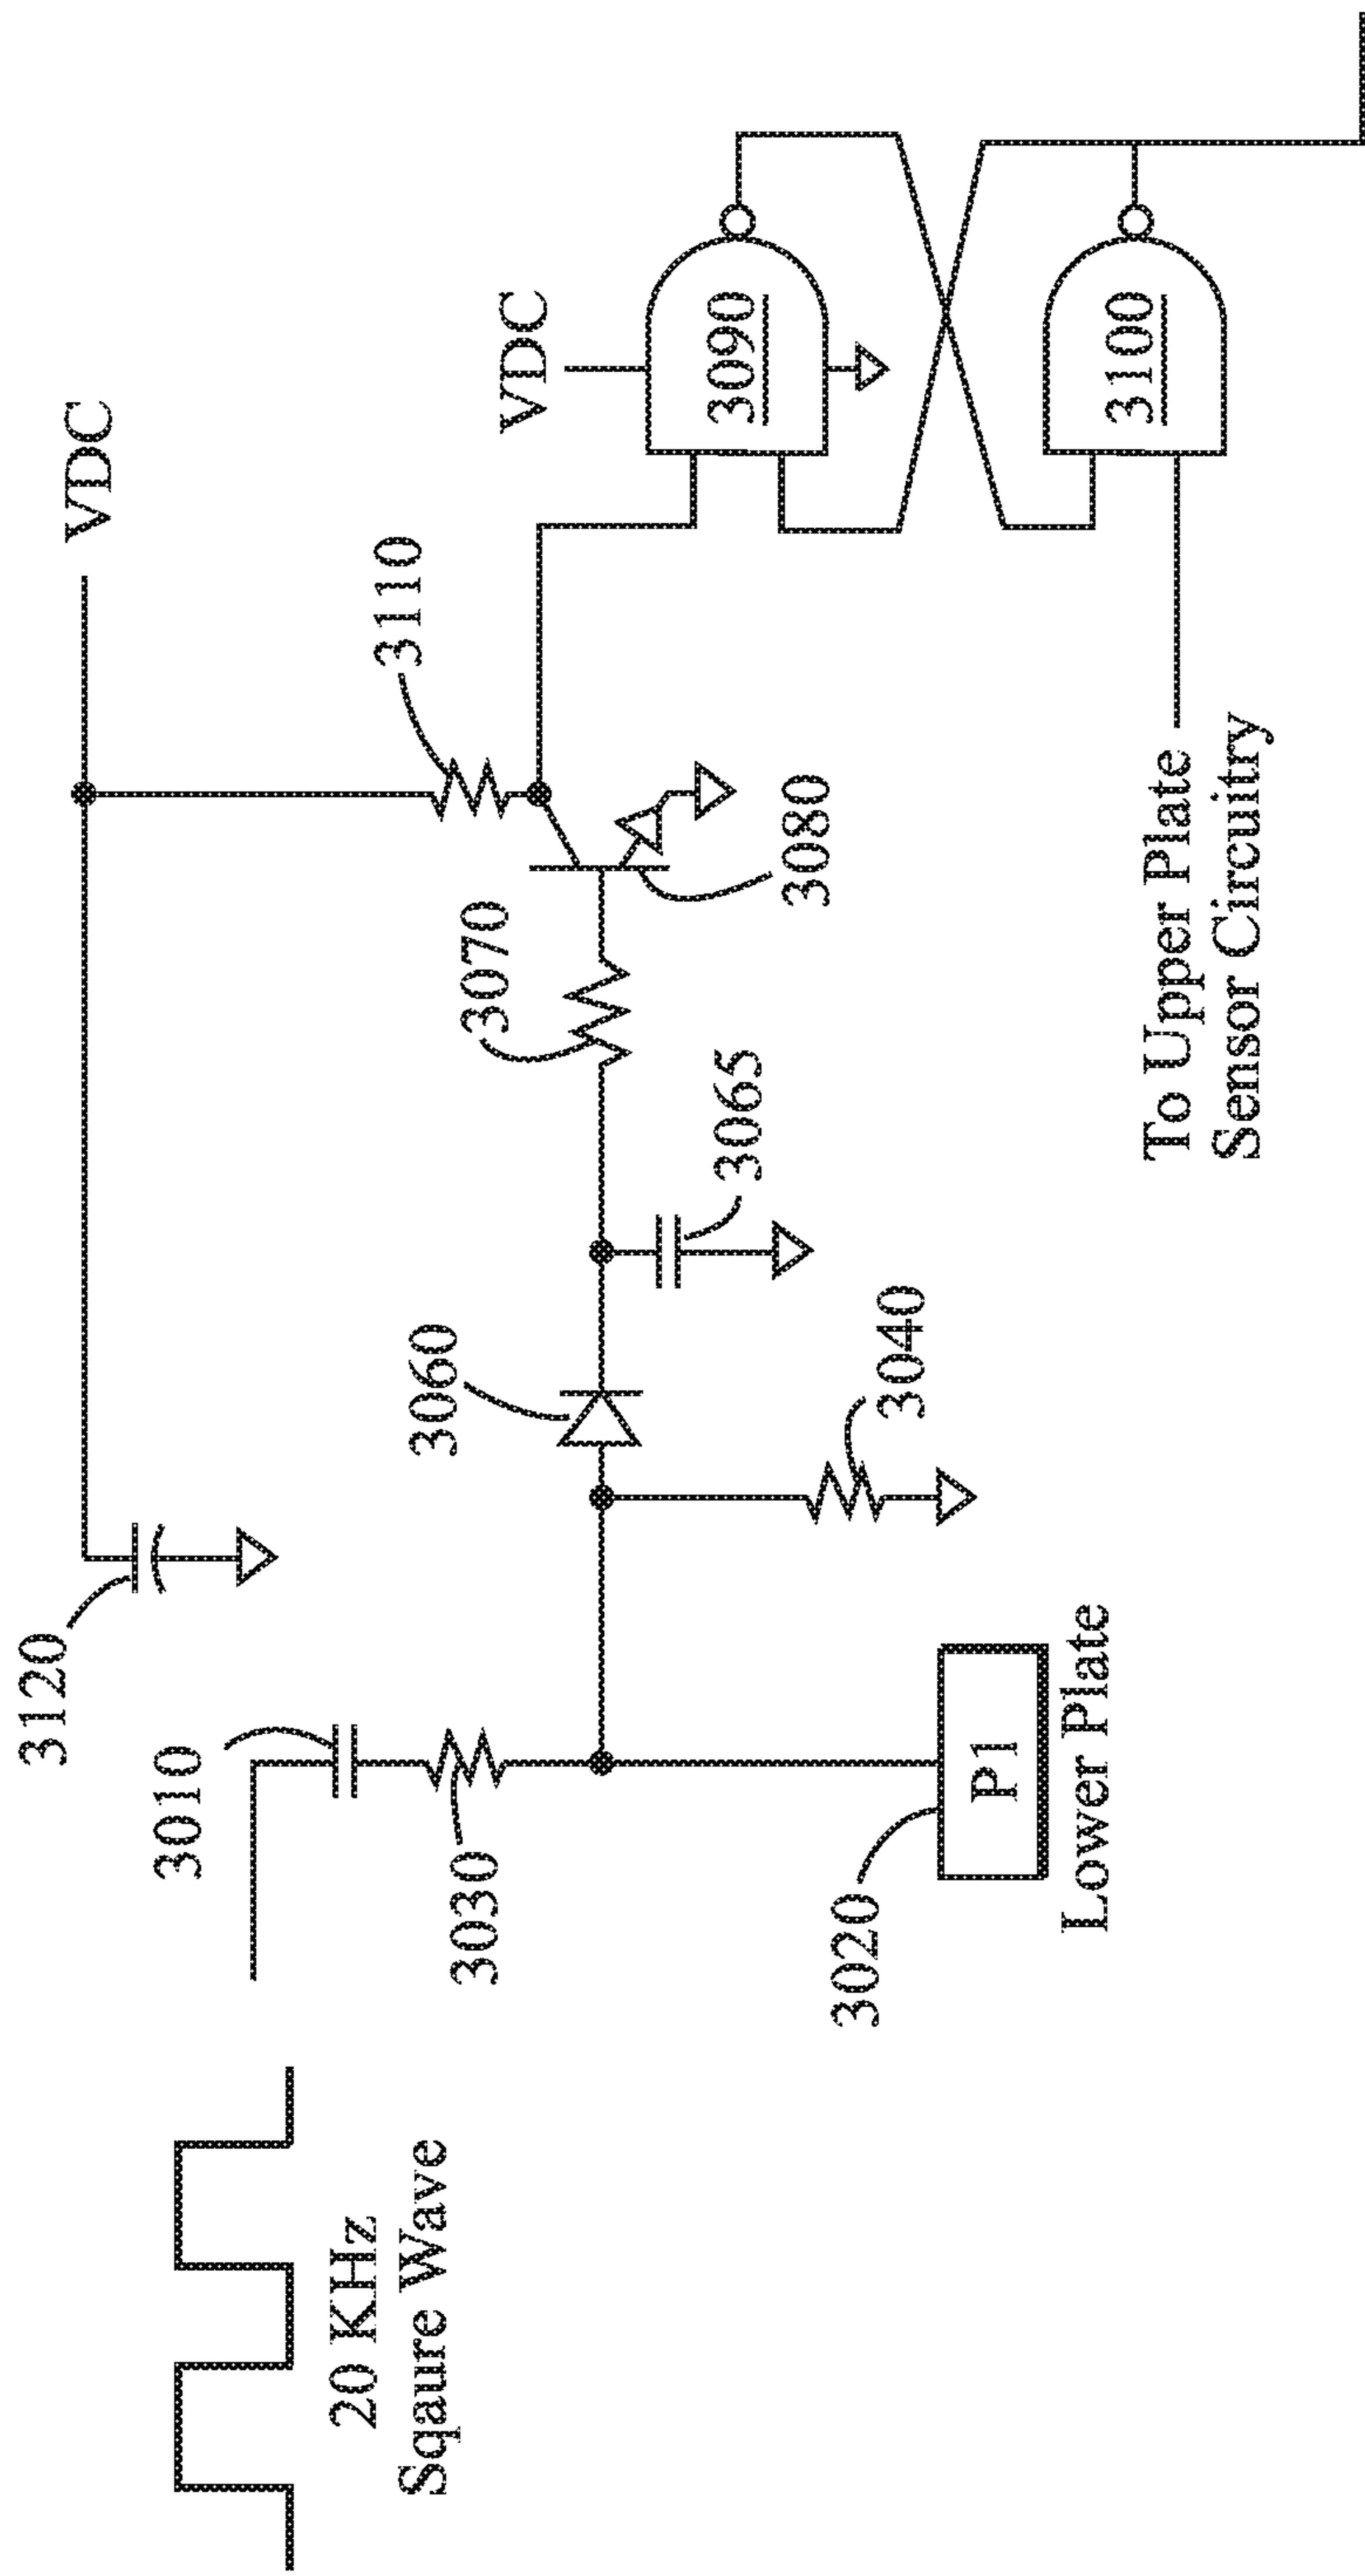 20 KHz
Sqaure Wave
3120
3010
3030
3020
P1
Lower Plate
3060
3040
3065
3070
3080
3110
VDC
VDC
3090
3100
To Upper Plate
Sensor Circuitry